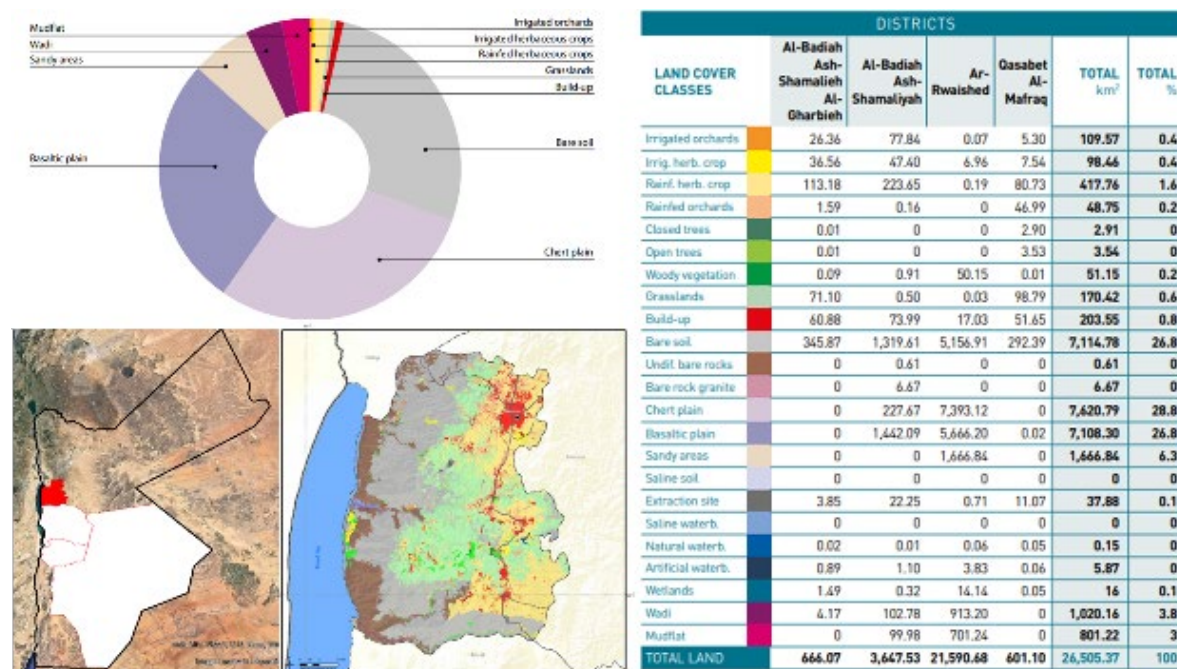 Mudflat
Wadi
Sandy areas
Basaltic plain
Irrigated orchards
Irrigated herbaceous crops
Rainfed herbaceous crops
Grasslands
Build-up
Bare soil
Chert plain
DISTRICTS
LAND COVER CLASSES Al-Badiah Ash-Shamalieh Al-Gharbieh Al-Badiah Ash-Shamaliyah Ar-Rwaished Qasabet Al-Mafraq TOTAL km² TOTAL %
Irrigated orchards 26.36 77.84 0.07 5.30 109.57 0.4
Irrig. herb. crop 36.56 47.40 6.96 7.54 98.46 0.4
Rainf. herb. crop 113.18 223.65 0.19 80.73 417.76 1.6
Rainfed orchards 1.59 0.16 0 46.99 48.75 0.2
Closed trees 0.01 0 0 2.90 2.91 0
Open trees 0.01 0 0 3.53 3.54 0
Woody vegetation 0.09 0.91 50.15 0.01 51.15 0.2
Grasslands 71.10 0.50 0.03 98.79 170.42 0.6
Build-up 60.88 73.99 17.03 51.65 203.55 0.8
Bare soil 345.87 1,319.61 5,156.91 292.39 7,114.78 26.8
Undif. bare rocks 0 0.61 0 0 0.61 0
Bare rock granite 0 6.67 0 0 6.67 0
Chert plain 0 227.67 7,393.12 0 7,620.79 28.8
Basaltic plain 0 1,442.09 5,666.20 0.02 7,108.30 26.8
Sandy areas 0 0 1,666.84 0 1,666.84 6.3
Saline soil 0 0 0 0 0 0
Extraction site 3.85 22.25 0.71 11.07 37.88 0.1
Saline waterb. 0 0 0 0 0 0
Natural waterb. 0.02 0.01 0.06 0.05 0.15 0
Artificial waterb. 0.89 1.10 3.83 0.06 5.87 0
Wetlands 1.49 0.32 14.14 0.05 16 0.1
Wadi 4.17 102.78 913.20 0 1,020.16 3.8
Mudflat 0 99.98 701.24 0 801.22 3
TOTAL LAND 666.07 3,647.53 21,590.68 601.10 26,505.37 100